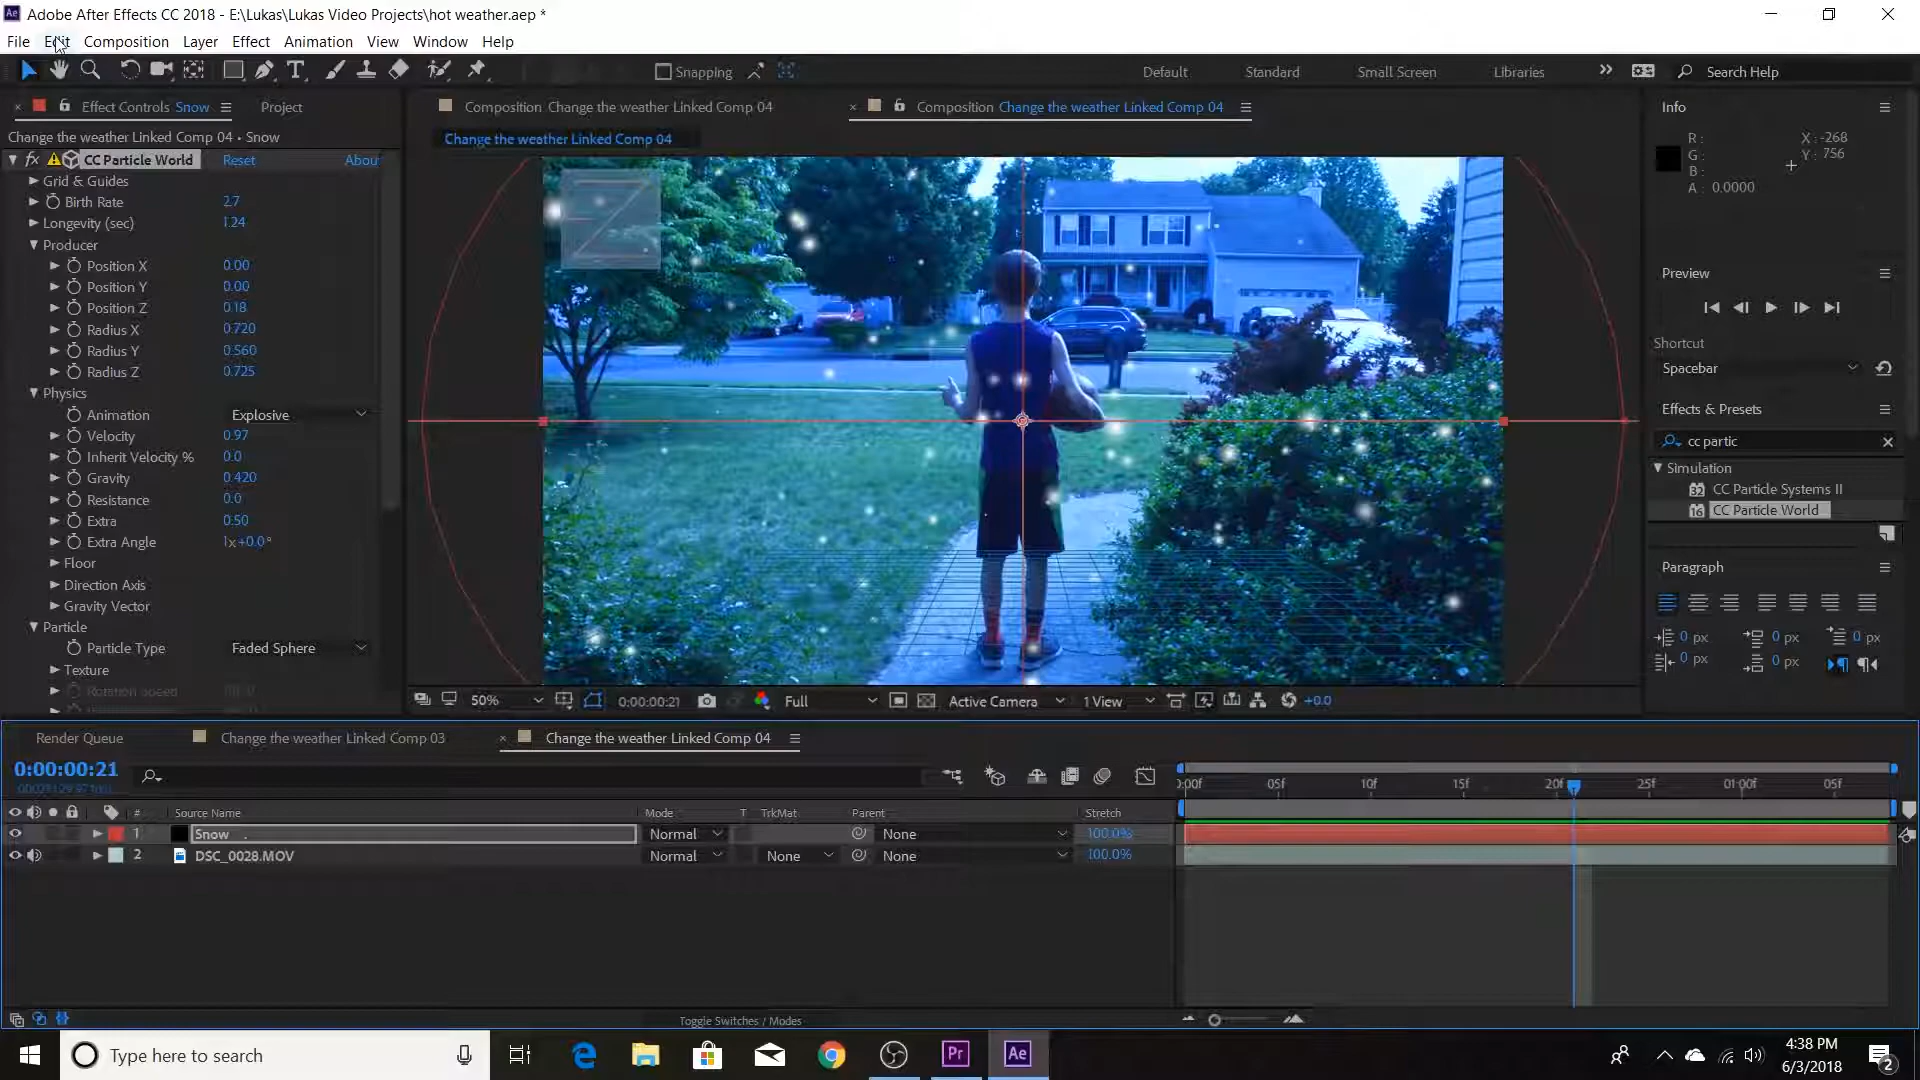 Adobe After Effects CC 2018 - E:\Lukas\Lukas Video Projects\hot weather.aep *
File Edit Composition Layer Effect Animation View Window Help
Snapping
Default Standard Small Screen Libraries Search Help
Effect Controls Snow Project
Composition Change the weather Linked Comp 04
Composition Change the weather Linked Comp 04
Info
Change the weather Linked Comp 04 • Snow
Change the weather Linked Comp 04
R :
G :
B :
A : 0.0000
X : -268
Y : 756
fx CC Particle World Reset Abou
Grid & Guides
Birth Rate 2.7
Longevity (sec) 1.24
Producer
Position X 0.00
Position Y 0.00
Position Z 0.18
Radius X 0.720
Radius Y 0.560
Radius Z 0.725
Physics
Animation Explosive
Velocity 0.97
Inherit Velocity % 0.0
Gravity 0.420
Resistance 0.0
Extra 0.50
Extra Angle 1x+0.0°
Floor
Direction Axis
Gravity Vector
Particle
Particle Type Faded Sphere
Texture
Rotation Speed
Preview
Shortcut
Spacebar
Effects & Presets
cc partic
Simulation
32 CC Particle Systems II
16 CC Particle World
Paragraph
0 px 0 px 0 px
0 px 0 px
50% 0:00:00:21 Full Active Camera 1 View +0.0
Render Queue Change the weather Linked Comp 03 Change the weather Linked Comp 04
0:00:00:21
:00f 05f 10f 15f 20f 25f 01:00f 05f
# Source Name Mode T TrkMat Parent Stretch
1 Snow Normal None 100.0%
2 DSC_0028.MOV Normal None None 100.0%
Toggle Switches / Modes
Type here to search
Pr Ae
4:38 PM
6/3/2018
2